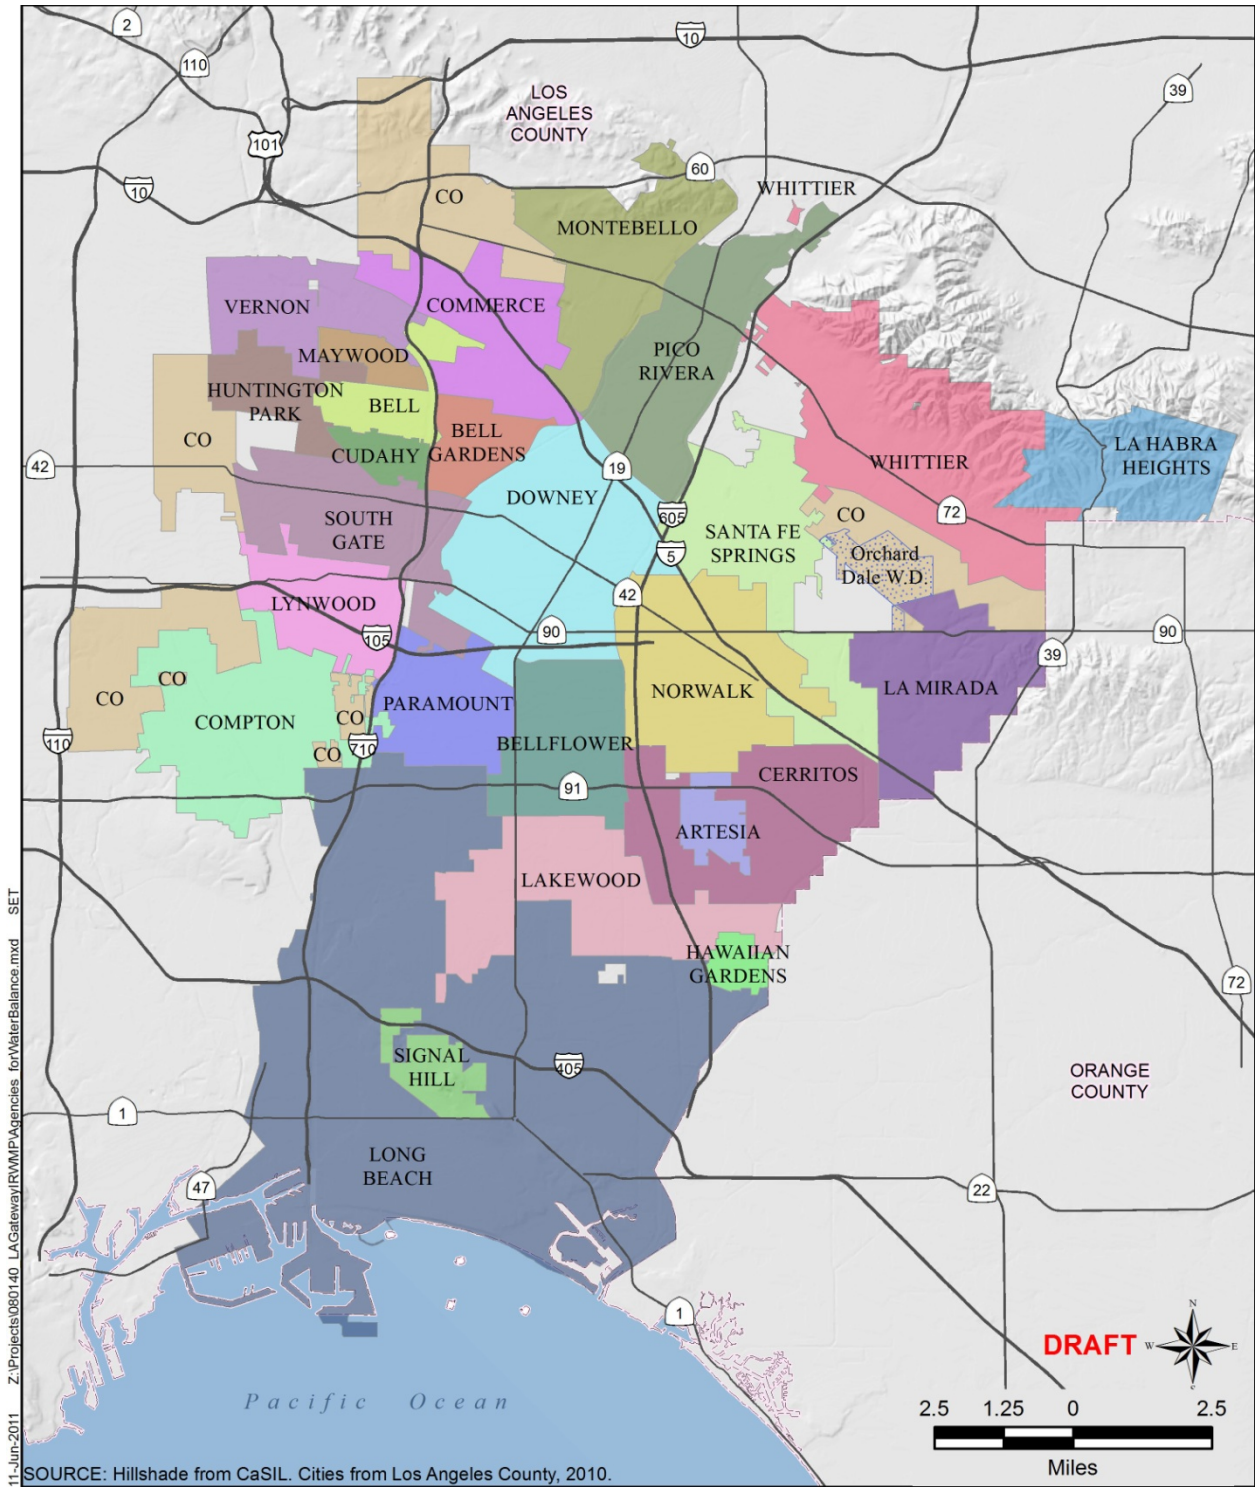 2
10
110
39
LOS
ANGELES
COUNTY
101
60
10
WHITTIER
CO
MONTEBELLO
COMMERCE
VERNON
MAYWOOD
PICO
RIVERA
HUNTINGTON
PARK
BELL
CO
BELL
GARDENS
CUDAHY
LA HABRA
HEIGHTS
WHITTIER
42
19
DOWNEY
72
605
CO
SOUTH
GATE
SANTA FE
SPRINGS
5
Orchard
Dale W.D.
42
LYNWOOD
105
90
90
39
CO
CO
PARAMOUNT
NORWALK
LA MIRADA
CO
COMPTON
110
710
BELLFLOWER
CO
CERRITOS
91
ARTESIA
LAKEWOOD
HAWAIIAN
GARDENS
72
SIGNAL
HILL
405
ORANGE
COUNTY
1
LONG
BEACH
47
22
1
DRAFT
N
W
E
S
Pacific Ocean
2.5 1.25 0 2.5
Miles
SOURCE: Hillshade from CaSIL. Cities from Los Angeles County, 2010.
11-Jun-2011 Z:\Projects\080140_LAGateway\IRWMP\Agencies_forWaterBalance.mxd SET